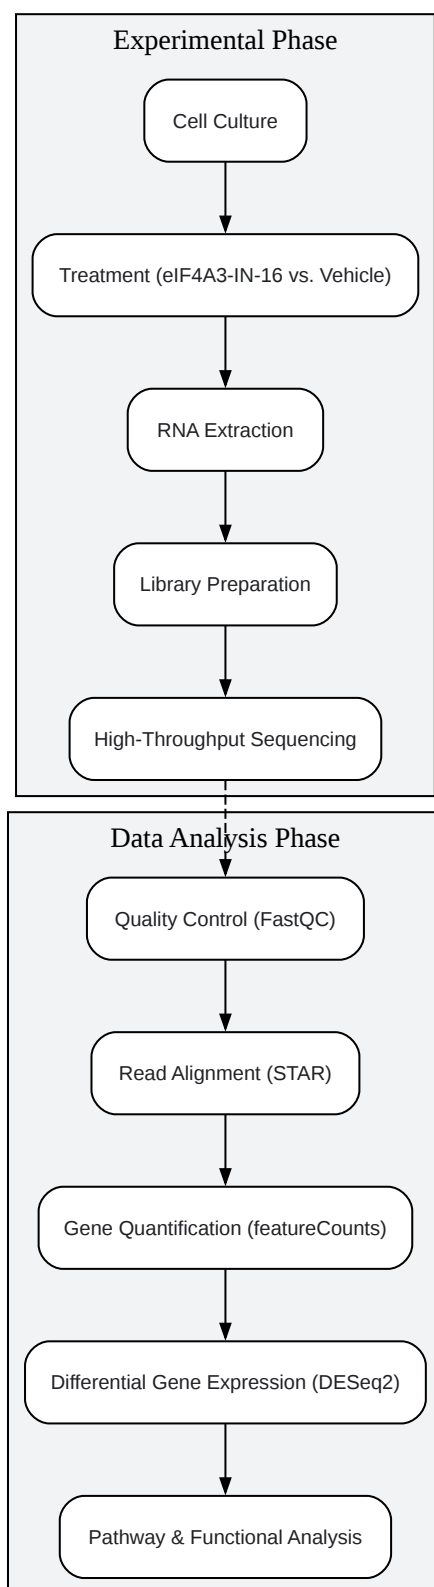 Experimental Phase
Cell Culture
Treatment (eIF4A3-IN-16 vs. Vehicle)
RNA Extraction
Library Preparation
High-Throughput Sequencing
Data Analysis Phase
Quality Control (FastQC)
Read Alignment (STAR)
Gene Quantification (featureCounts)
Differential Gene Expression (DESeq2)
Pathway & Functional Analysis